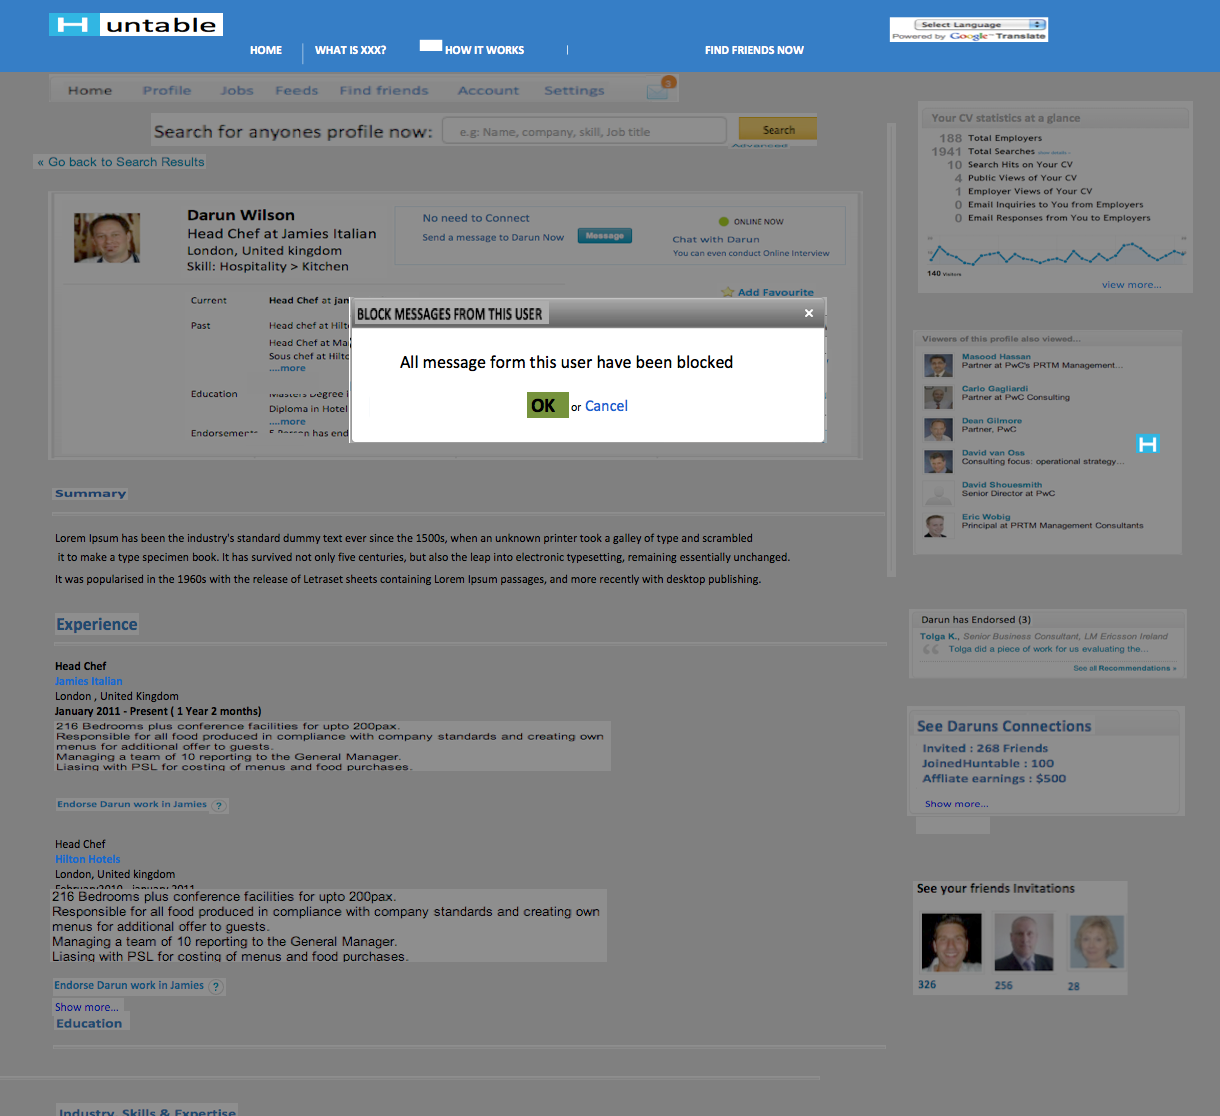 H untable
Select Language
Powered by Google™ Translate
HOME
WHAT IS XXX?
HOW IT WORKS
FIND FRIENDS NOW
Home Profile Jobs Feeds Find friends Account Settings 3
Search for anyones profile now:
e.g: Name, company, skill, Job title
Search
Advanced
« Go back to Search Results
Darun Wilson
Head Chef at Jamies Italian
London, United kingdom
Skill: Hospitality > Kitchen
No need to Connect
Send a message to Darun Now
Message
ONLINE NOW
Chat with Darun
You can even conduct Online Interview
Add Favourite
Current
Head Chef at jan
Past
Head chef at Hilt
Head Chef at Ma
Sous chef at Hilto
....more
Education
Masters Degree
Diploma in Hotel
....more
Endorsements
5 Person has end
BLOCK MESSAGES FROM THIS USER
×
All message form this user have been blocked
OK or Cancel
Summary
Lorem Ipsum has been the industry's standard dummy text ever since the 1500s, when an unknown printer took a galley of type and scrambled
it to make a type specimen book. It has survived not only five centuries, but also the leap into electronic typesetting, remaining essentially unchanged.
It was popularised in the 1960s with the release of Letraset sheets containing Lorem Ipsum passages, and more recently with desktop publishing.
Experience
Head Chef
Jamies Italian
London , United Kingdom
January 2011 - Present ( 1 Year 2 months)
216 Bedrooms plus conference facilities for upto 200pax.
Responsible for all food produced in compliance with company standards and creating own
menus for additional offer to guests.
Managing a team of 10 reporting to the General Manager.
Liasing with PSL for costing of menus and food purchases.
Endorse Darun work in Jamies ?
Head Chef
Hilton Hotels
London, United kingdom
February2010 - january 2011
216 Bedrooms plus conference facilities for upto 200pax.
Responsible for all food produced in compliance with company standards and creating own
menus for additional offer to guests.
Managing a team of 10 reporting to the General Manager.
Liasing with PSL for costing of menus and food purchases.
Endorse Darun work in Jamies ?
Show more...
Education
Industry, Skills & Expertise
Your CV statistics at a glance
188 Total Employers
1941 Total Searches
10 Search Hits on Your CV
4 Public Views of Your CV
1 Employer Views of Your CV
0 Email Inquiries to You from Employers
0 Email Responses from You to Employers
140 Visitors
view more...
Viewers of this profile also viewed...
Masood Hassan
Partner at PwC's PRTM Management...
Carlo Gagliardi
Partner at PwC Consulting
Dean Gilmore
Partner, PwC
David van Oss
Consulting focus: operational strategy...
David Shouesmith
Senior Director at PwC
Eric Wobig
Principal at PRTM Management Consultants
H
Darun has Endorsed (3)
Tolga K., Senior Business Consultant, LM Ericsson Ireland
“ Tolga did a piece of work for us evaluating the...
See all Recommendations »
See Daruns Connections
Invited : 268 Friends
JoinedHuntable : 100
Affliate earnings : $500
Show more...
See your friends Invitations
326 256 28